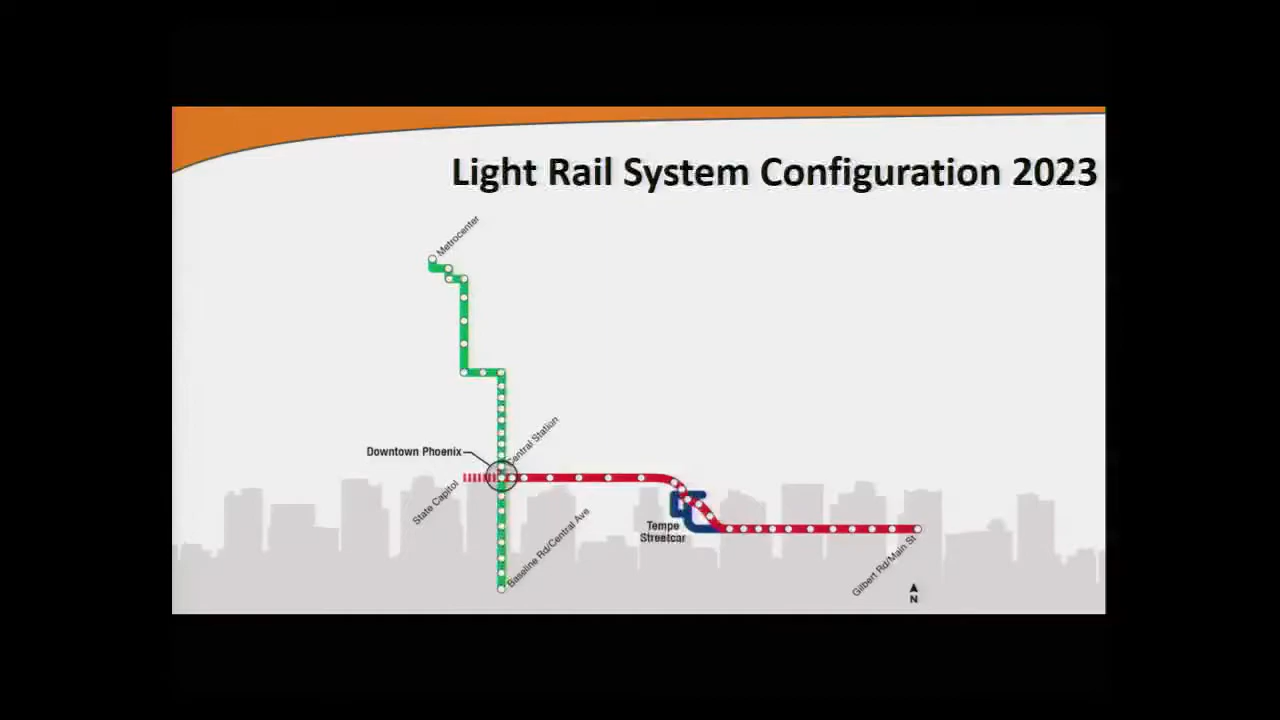 Light Rail System Configuration 2023
Metrocenter
Central Station
Downtown Phoenix
State Capitol
Baseline Rd/Central Ave
Tempe
Streetcar
Gilbert Rd/Main St
N